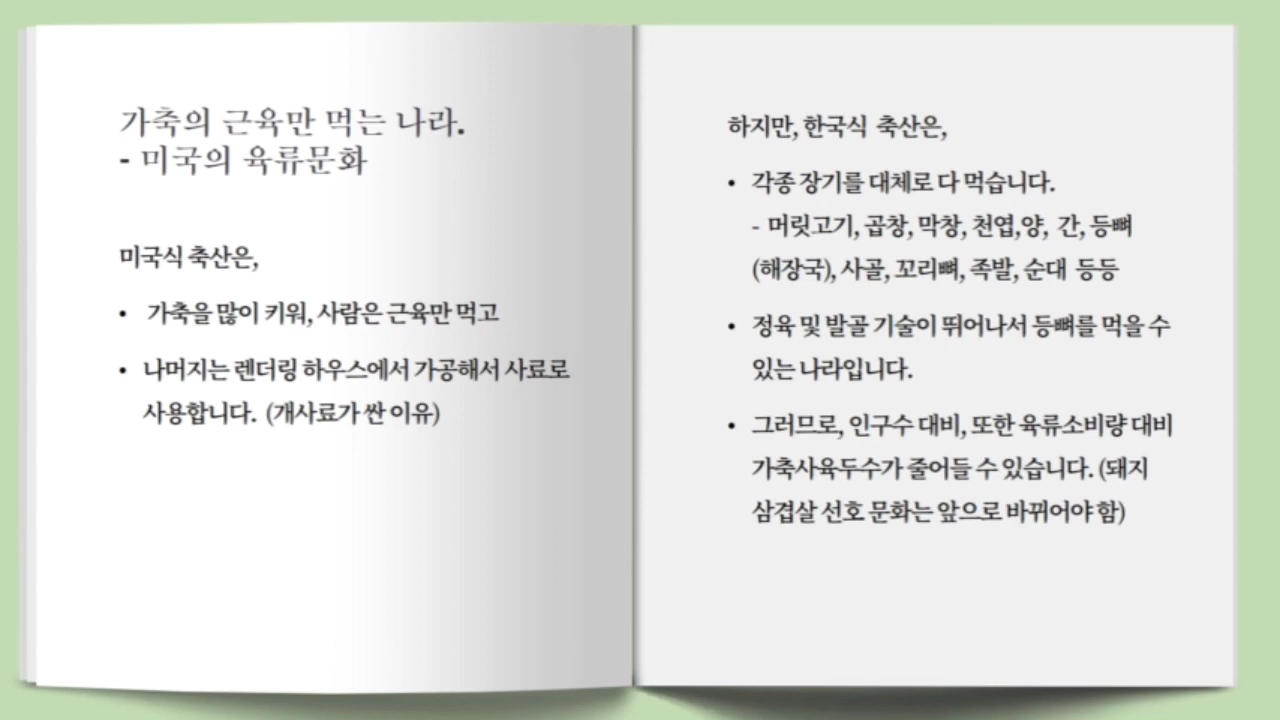 가축의 근육만 먹는 나라.
- 미국의 육류문화
미국식 축산은,
• 가축을 많이 키워, 사람은 근육만 먹고
• 나머지는 렌더링 하우스에서 가공해서 사료로
사용합니다. (개사료가 싼 이유)
하지만, 한국식 축산은,
• 각종 장기를 대체로 다 먹습니다.
- 머릿고기, 곱창, 막창, 천엽,양, 간, 등뼈
(해장국), 사골, 꼬리뼈, 족발, 순대 등등
• 정육 및 발골 기술이 뛰어나서 등뼈를 먹을 수
있는 나라입니다.
• 그러므로, 인구수 대비, 또한 육류소비량 대비
가축사육두수가 줄어들 수 있습니다. (돼지
삼겹살 선호 문화는 앞으로 바뀌어야 함)